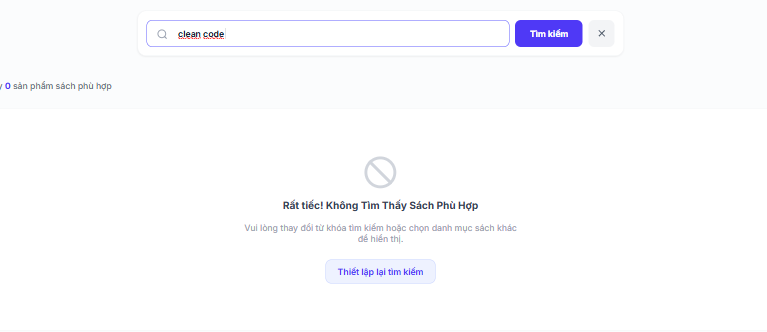 clean code
Tìm kiếm
✕
y 0 sản phẩm sách phù hợp
Rất tiếc! Không Tìm Thấy Sách Phù Hợp
Vui lòng thay đổi từ khóa tìm kiếm hoặc chọn danh mục sách khác
để hiển thị.
Thiết lập lại tìm kiếm